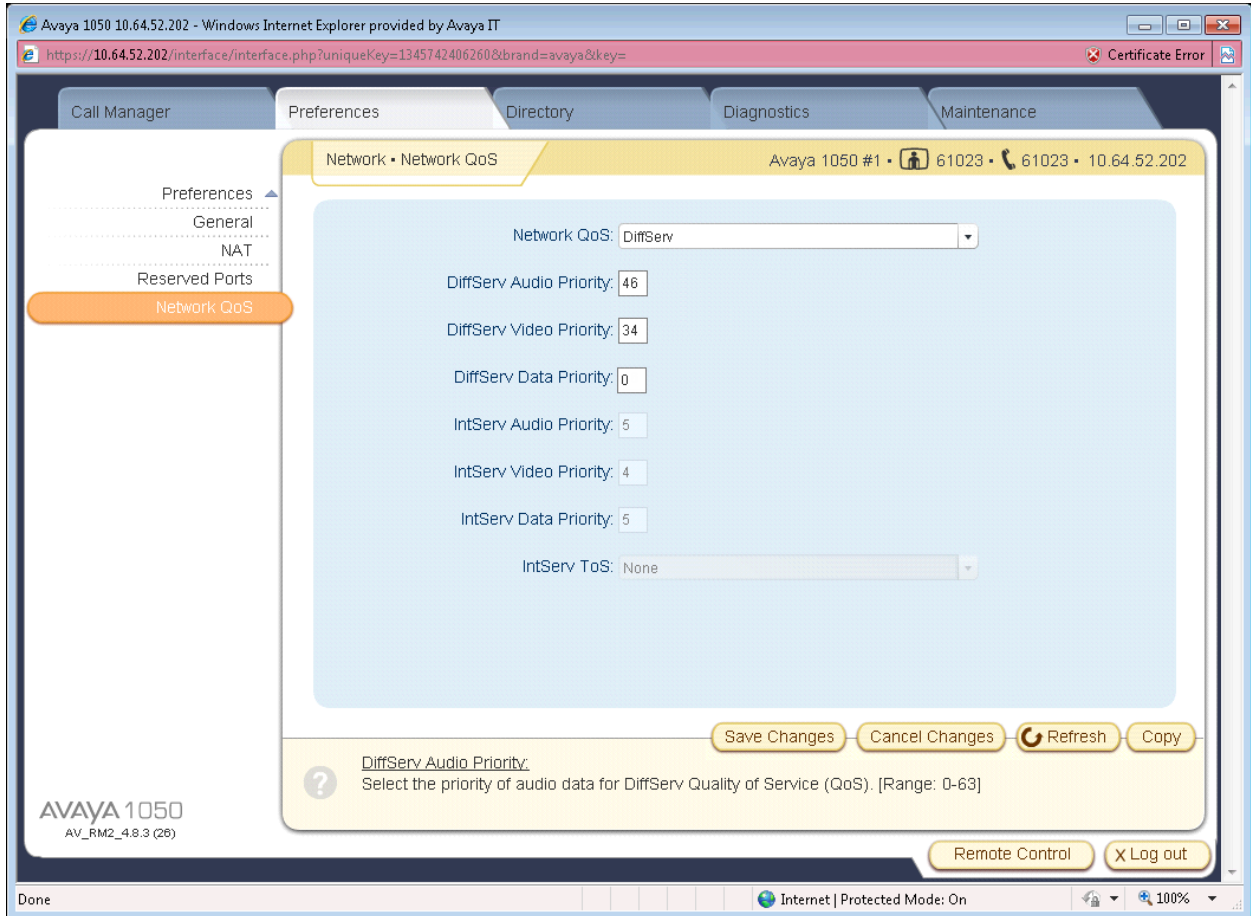 Avaya 1050 10.64.52.202 - Windows Internet Explorer provided by Avaya IT
https://10.64.52.202/interface/interface.php?uniqueKey=1345742406260&brand=avaya&key= Certificate Error
Call Manager Preferences Directory Diagnostics Maintenance
Network • Network QoS Avaya 1050 #1 • 61023 • 61023 • 10.64.52.202
Preferences
General
NAT
Reserved Ports
Network QoS
Network QoS: DiffServ
DiffServ Audio Priority: 46
DiffServ Video Priority: 34
DiffServ Data Priority: 0
IntServ Audio Priority: 5
IntServ Video Priority: 4
IntServ Data Priority: 5
IntServ ToS: None
Save Changes Cancel Changes Refresh Copy
DiffServ Audio Priority:
Select the priority of audio data for DiffServ Quality of Service (QoS). [Range: 0-63]
AVAYA 1050
AV_RM2_4.8.3 (26)
Remote Control X Log out
Done Internet | Protected Mode: On 100%